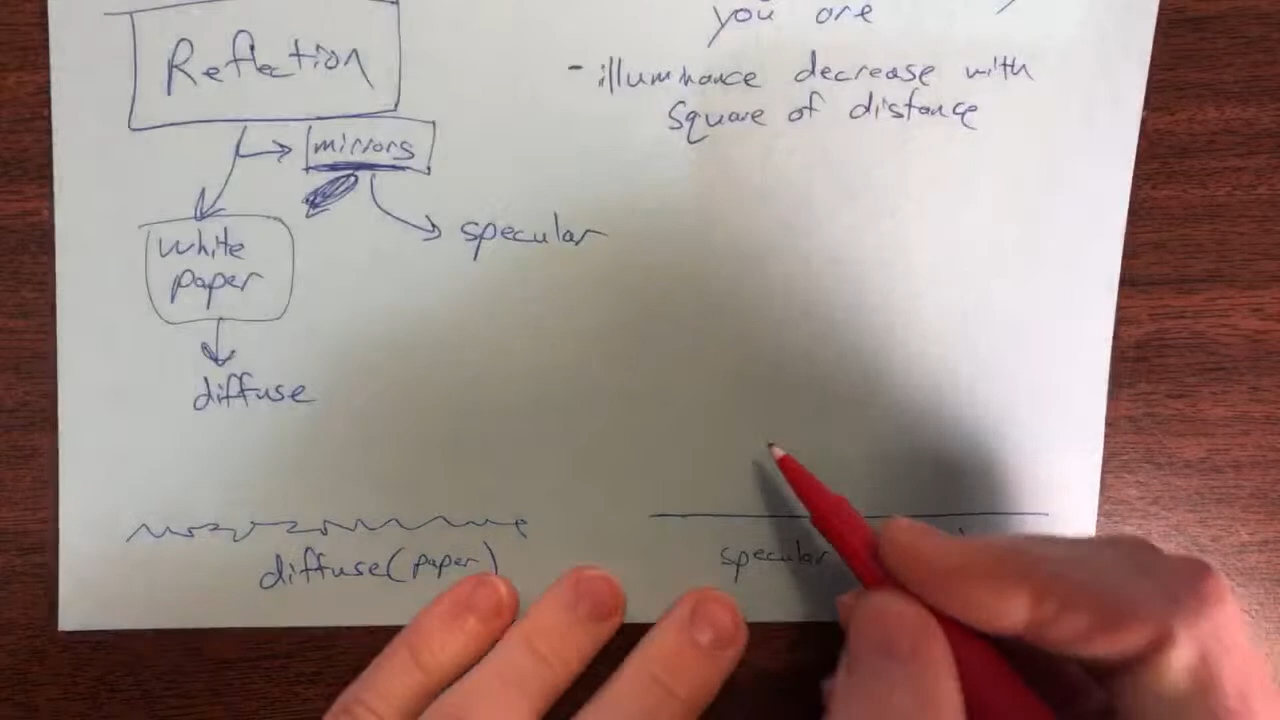 you are
- illuminance decrease with
square of distance
Reflection
mirrors
specular
white
paper
diffuse
diffuse (paper)
specular